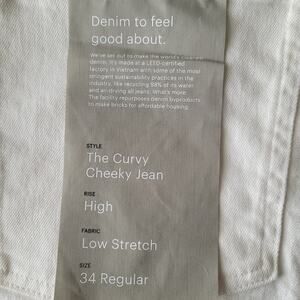 Denim to feel
good about.
We've set out to make the world's cleanest
denim. It's made at a LEED-certified
factory in Vietnam with some of the most
stringent sustainability practices in the
industry, like recycling 98% of its water
and air-drying all jeans. What's more:
The facility repurposes denim byproducts
to make bricks for affordable housing.
STYLE
The Curvy
Cheeky Jean
RISE
High
FABRIC
Low Stretch
SIZE
34 Regular